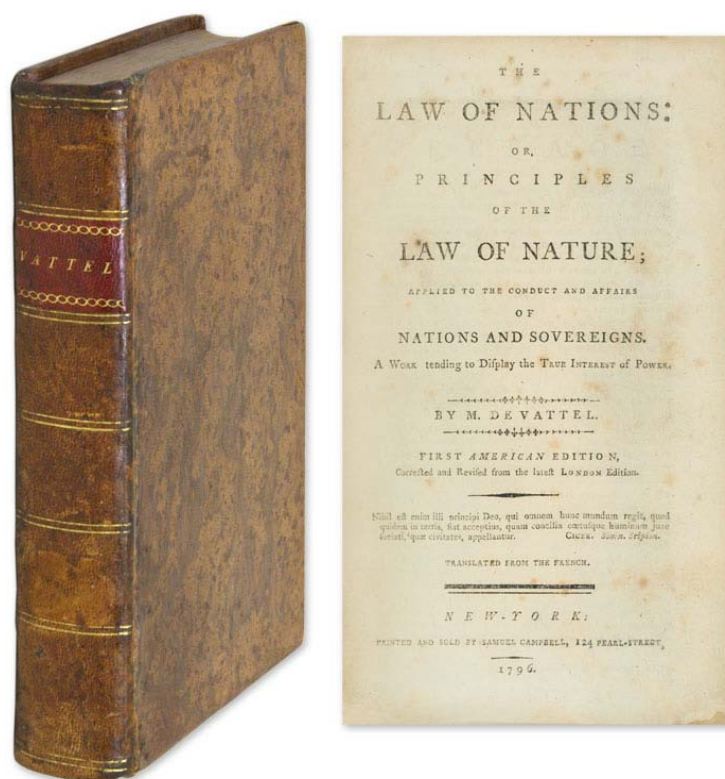 VATTEL
THE
LAW OF NATIONS:
OR,
PRINCIPLES
OF THE
LAW OF NATURE;
APPLIED TO THE CONDUCT AND AFFAIRS
OF
NATIONS AND SOVEREIGNS.
A WORK tending to Diſplay the TRUE INTEREST of POWER.
BY M. DE VATTEL.
FIRST AMERICAN EDITION,
Corrected and Reviſed from the lateſt LONDON Edition.
Nihil eſt enim illi principi Deo, qui omnem hunc mundum regit, quod
quidem in terris, fiat acceptius, quam concilia cœtuſque hominum jure
ſociati, quæ civitates, appellantur. CICER. Somn. Scipion.
TRANSLATED FROM THE FRENCH.
NEW-YORK:
PRINTED AND SOLD BY SAMUEL CAMPBELL, 124 PEARL-STREET,
1796.